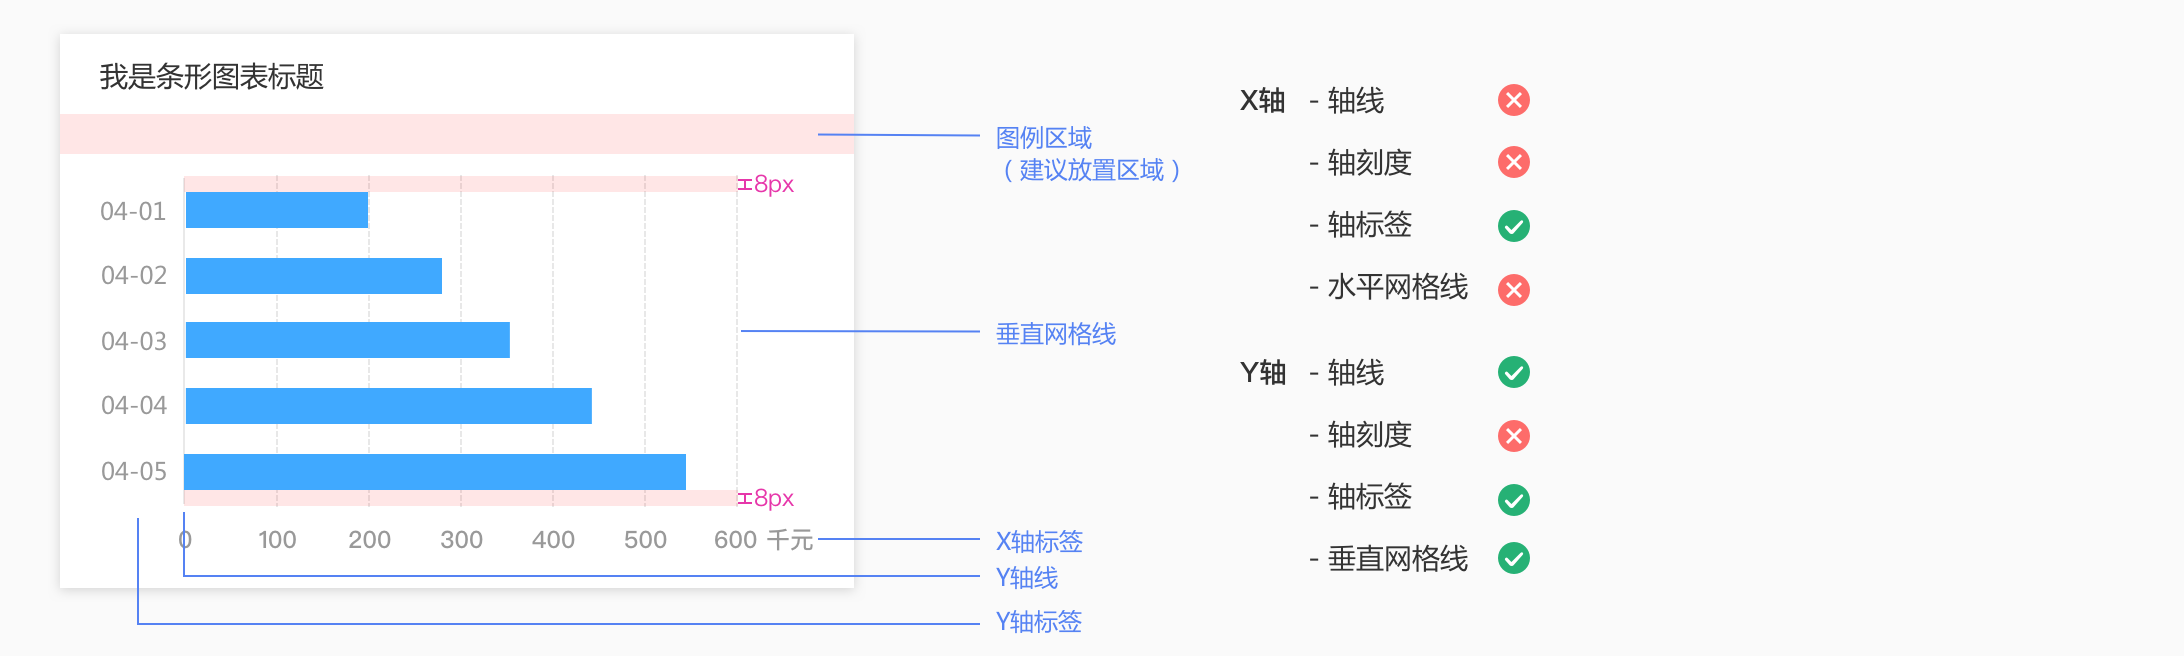 我是条形图表标题
图例区域
（建议放置区域）
8px
04-01
04-02
04-03
04-04
04-05
垂直网格线
8px
0 100 200 300 400 500 600 千元
X轴标签
Y轴线
Y轴标签
X轴 - 轴线
- 轴刻度
- 轴标签
- 水平网格线
Y轴 - 轴线
- 轴刻度
- 轴标签
- 垂直网格线